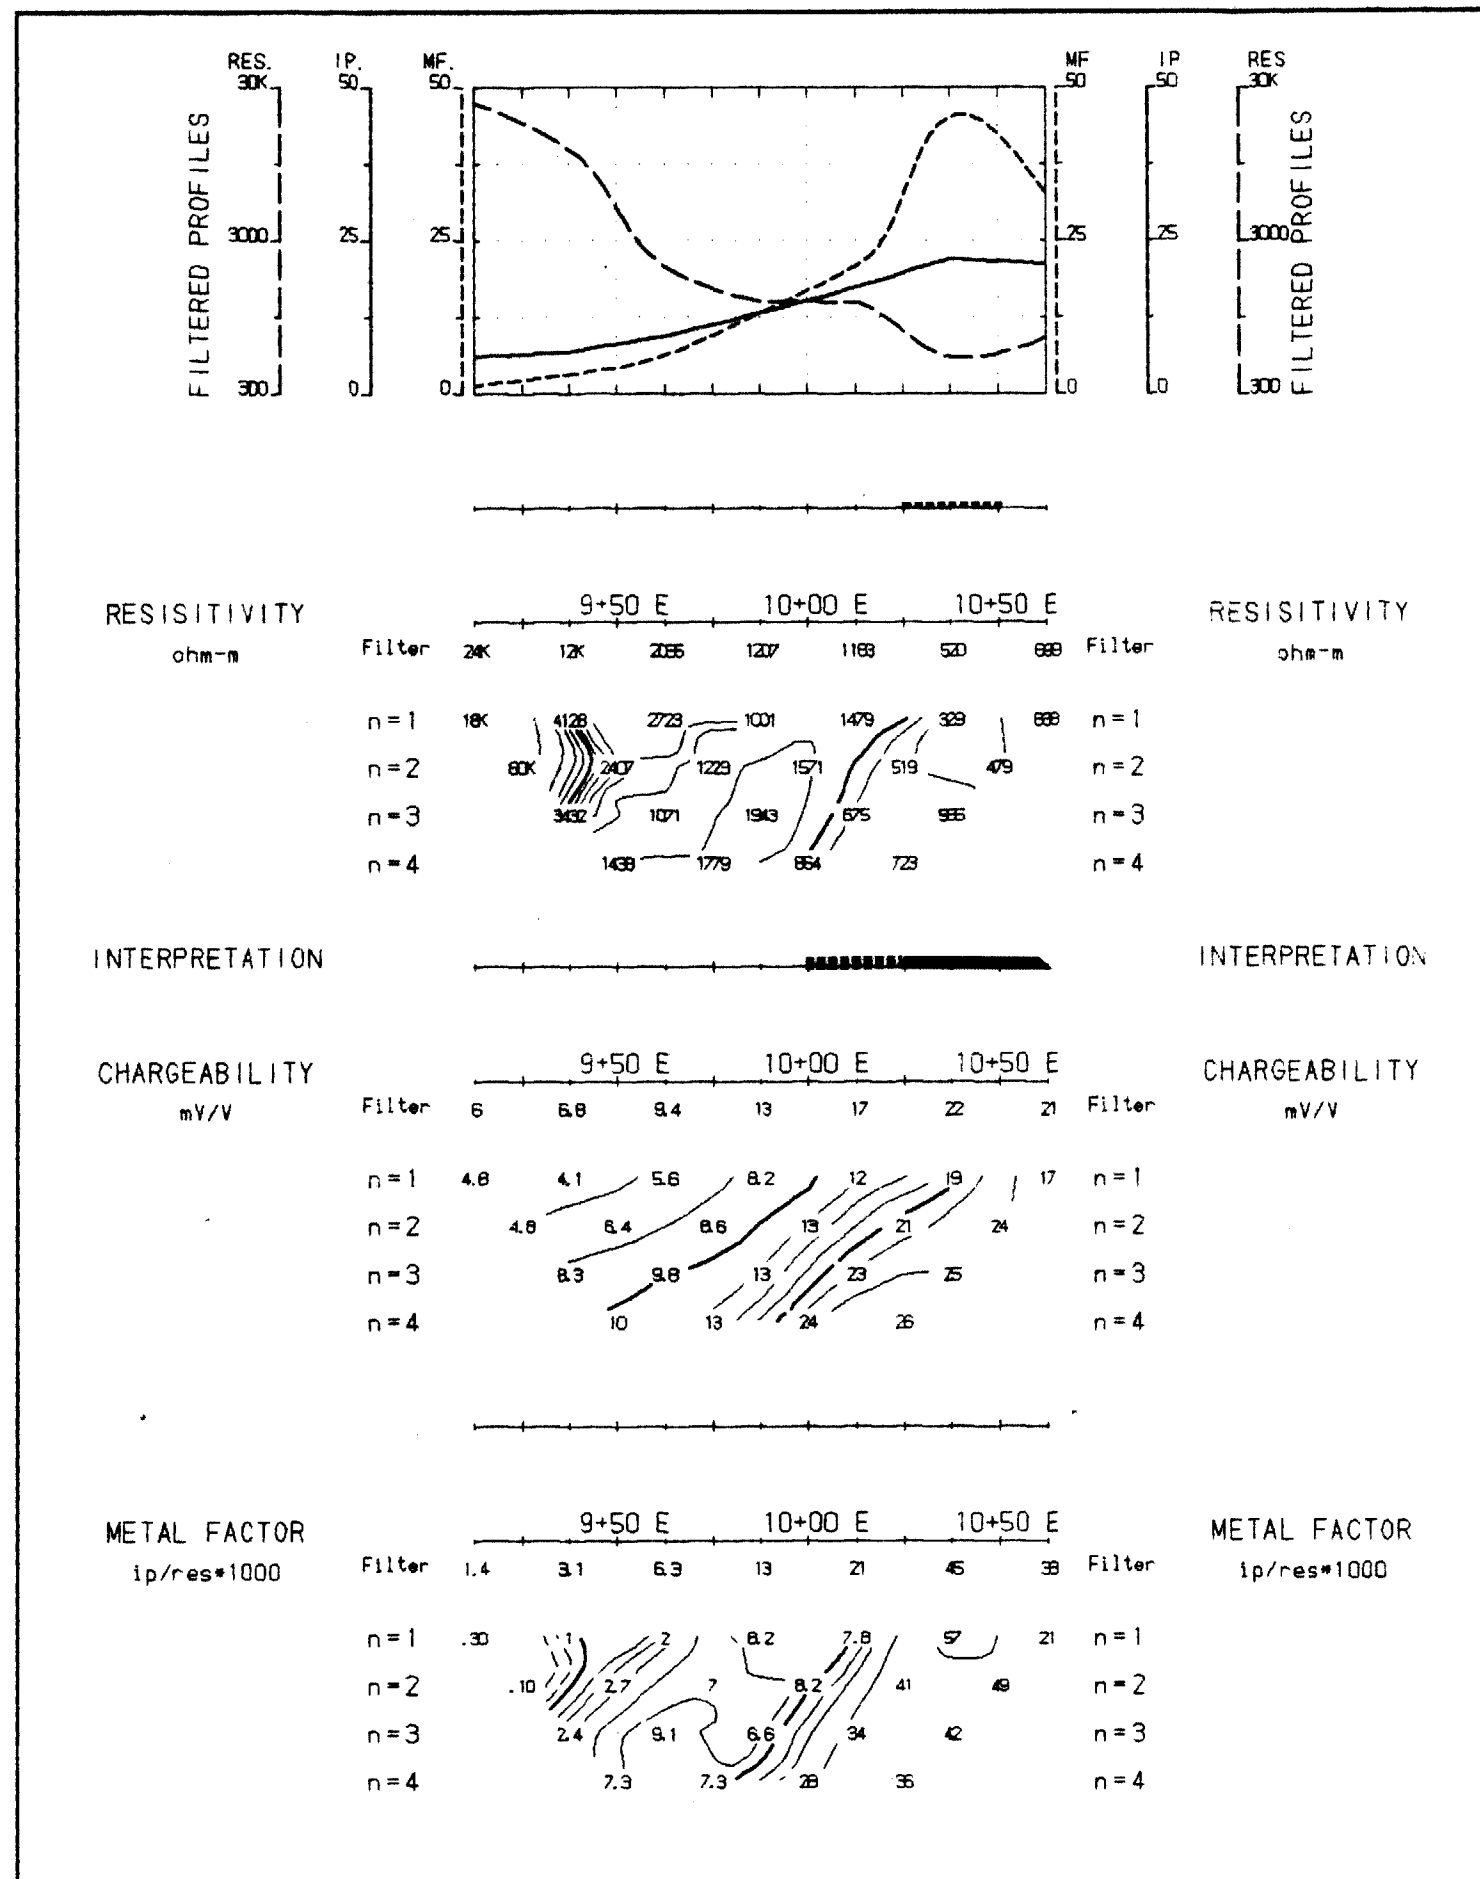 RES. IP. MF. MF IP RES
30K 50 50 50 50 30K
3000 25 25 25 25 3000
300 0 0 0 0 300
FILTERED PROFILES
FILTERED PROFILES
9+50 E 10+00 E 10+50 E
RESISITIVITY RESISITIVITY
ohm-m Filter 24K 12K 1207 1183 520 Filter ohm-m
n=1 18K 4128 2723 1001 1479 329 n=1
n=2 80K 2407 1229 1571 519 479 n=2
n=3 3432 1071 1943 675 n=3
n=4 1438 1779 864 723 n=4
INTERPRETATION INTERPRETATION
9+50 E 10+00 E 10+50 E
CHARGEABILITY CHARGEABILITY
mV/V Filter 6 6.8 9.4 13 17 22 21 Filter mV/V
n=1 4.8 4.1 5.6 8.2 12 19 17 n=1
n=2 4.8 6.4 8.6 13 21 24 n=2
n=3 8.3 9.8 13 23 25 n=3
n=4 10 13 24 26 n=4
9+50 E 10+00 E 10+50 E
METAL FACTOR METAL FACTOR
ip/res*1000 Filter 1.4 3.1 6.3 13 21 45 Filter ip/res*1000
n=1 .30 1 2 8.2 7.8 57 21 n=1
n=2 .10 2.7 7 8.2 41 49 n=2
n=3 2.4 9.1 6.6 34 42 n=3
n=4 7.3 7.3 28 36 n=4